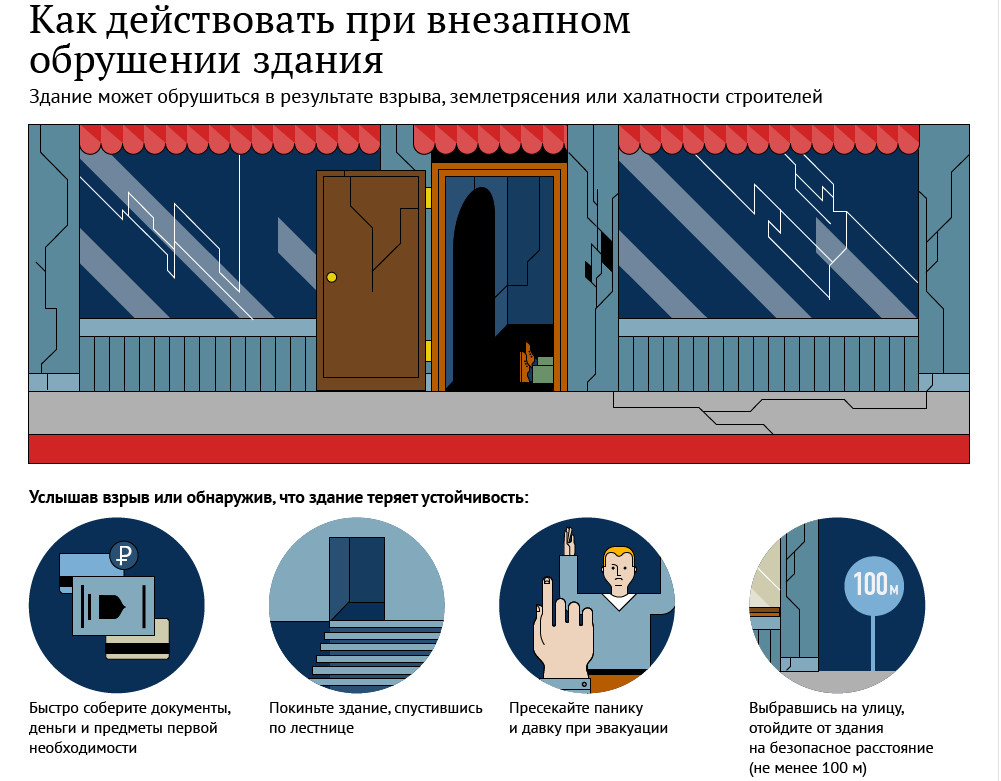 Как действовать при внезапном
обрушении здания
Здание может обрушиться в результате взрыва, землетрясения или халатности строителей
Услышав взрыв или обнаружив, что здание теряет устойчивость:
₽
100м
Быстро соберите документы,
деньги и предметы первой
необходимости
Покиньте здание, спустившись
по лестнице
Пресекайте панику
и давку при эвакуации
Выбравшись на улицу,
отойдите от здания
на безопасное расстояние
(не менее 100 м)